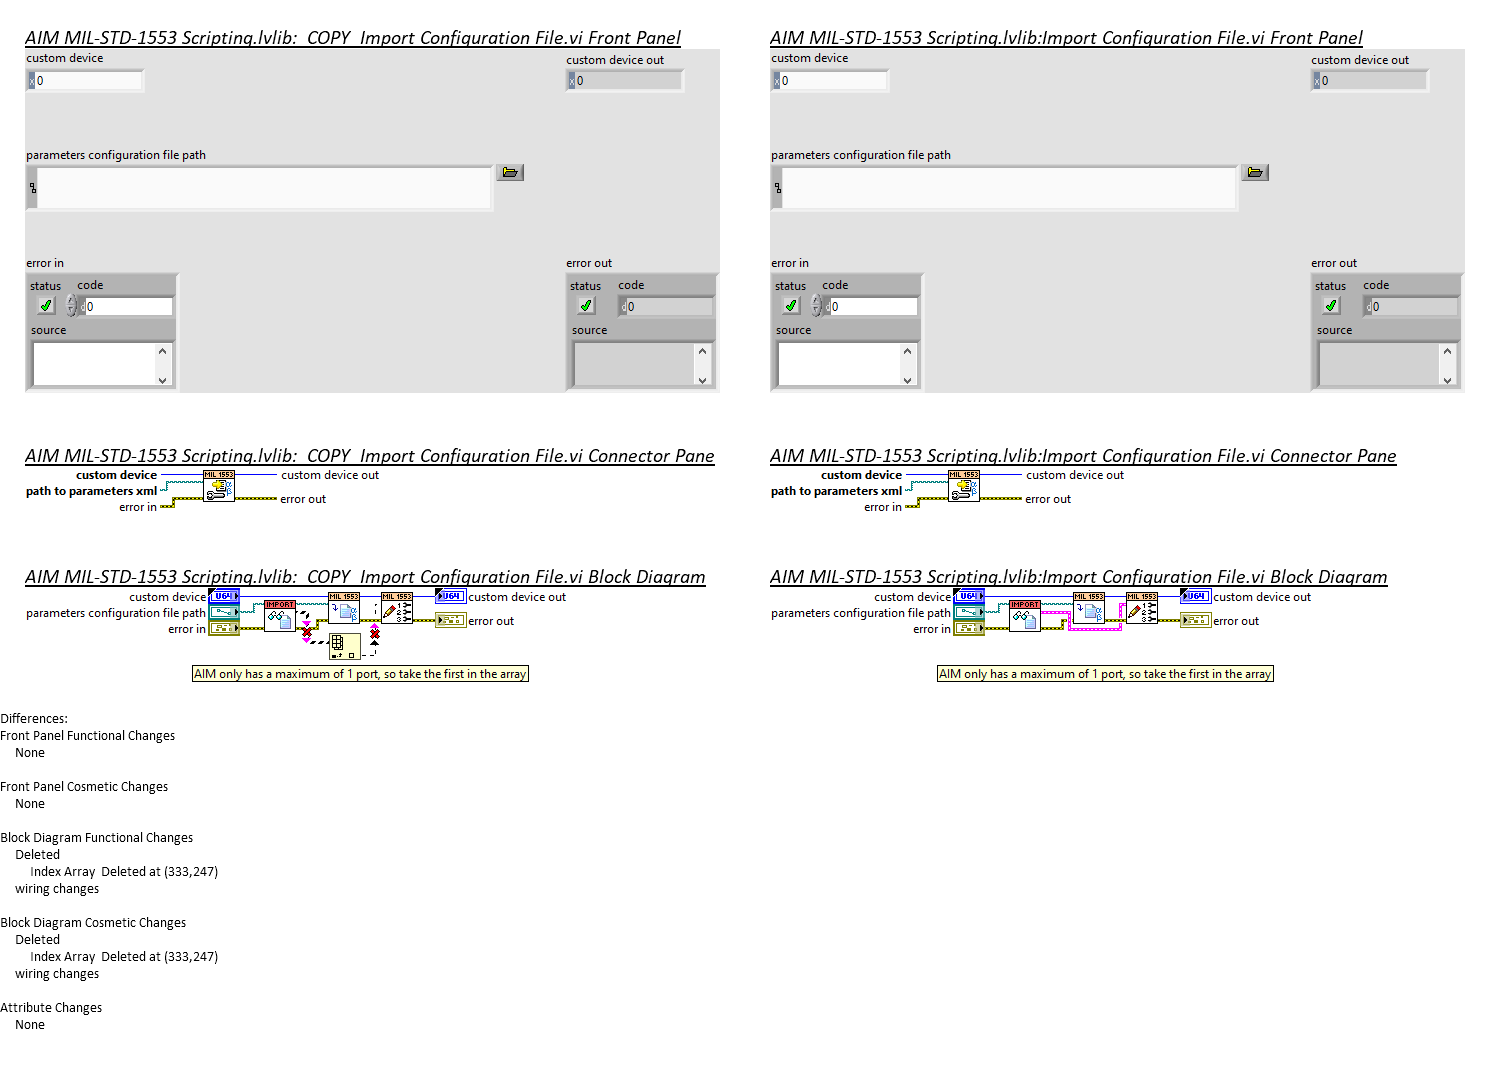 AIM MIL-STD-1553 Scripting.lvlib:  COPY  Import Configuration File.vi Front Panel
custom device
x 0
custom device out
x 0
parameters configuration file path
error in
status code
d 0
source
error out
status code
d 0
source
AIM MIL-STD-1553 Scripting.lvlib:Import Configuration File.vi Front Panel
custom device
x 0
custom device out
x 0
parameters configuration file path
error in
status code
d 0
source
error out
status code
d 0
source
AIM MIL-STD-1553 Scripting.lvlib:  COPY  Import Configuration File.vi Connector Pane
custom device
MIL 1553
custom device out
path to parameters xml
error in
error out
AIM MIL-STD-1553 Scripting.lvlib:Import Configuration File.vi Connector Pane
custom device
MIL 1553
custom device out
path to parameters xml
error in
error out
AIM MIL-STD-1553 Scripting.lvlib:  COPY  Import Configuration File.vi Block Diagram
custom device
U64
MIL 1553
MIL 1553
U64
custom device out
parameters configuration file path
IMPORT
error in
error out
AIM only has a maximum of 1 port, so take the first in the array
AIM MIL-STD-1553 Scripting.lvlib:Import Configuration File.vi Block Diagram
custom device
U64
MIL 1553
MIL 1553
U64
custom device out
parameters configuration file path
IMPORT
error in
error out
AIM only has a maximum of 1 port, so take the first in the array
Differences:
Front Panel Functional Changes
None
Front Panel Cosmetic Changes
None
Block Diagram Functional Changes
Deleted
Index Array  Deleted at (333,247)
wiring changes
Block Diagram Cosmetic Changes
Deleted
Index Array  Deleted at (333,247)
wiring changes
Attribute Changes
None